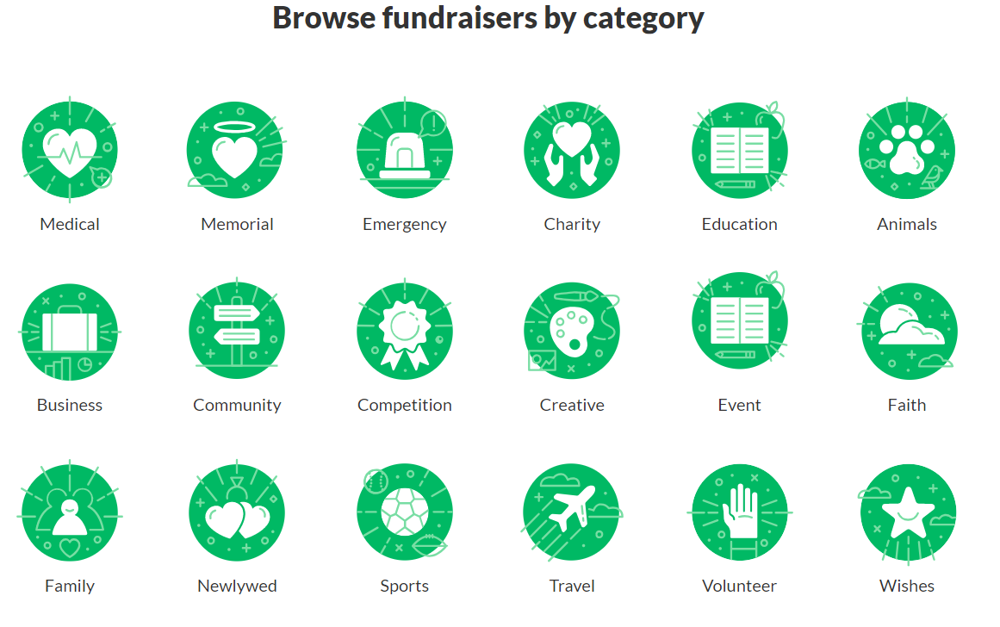 Browse fundraisers by category
Medical Memorial Emergency Charity Education Animals
Business Community Competition Creative Event Faith
Family Newlywed Sports Travel Volunteer Wishes